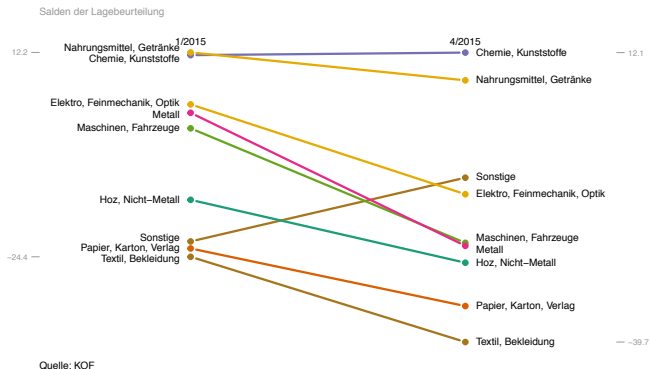 Salden der Lagebeurteilung
1/2015
4/2015
12.2
Nahrungsmittel, Getränke
Chemie, Kunststoffe
Chemie, Kunststoffe
12.1
Nahrungsmittel, Getränke
Elektro, Feinmechanik, Optik
Metall
Maschinen, Fahrzeuge
Sonstige
Elektro, Feinmechanik, Optik
Hoz, Nicht−Metall
Sonstige
Maschinen, Fahrzeuge
Papier, Karton, Verlag
Metall
−24.4
Textil, Bekleidung
Hoz, Nicht−Metall
Papier, Karton, Verlag
Textil, Bekleidung
−39.7
Quelle: KOF